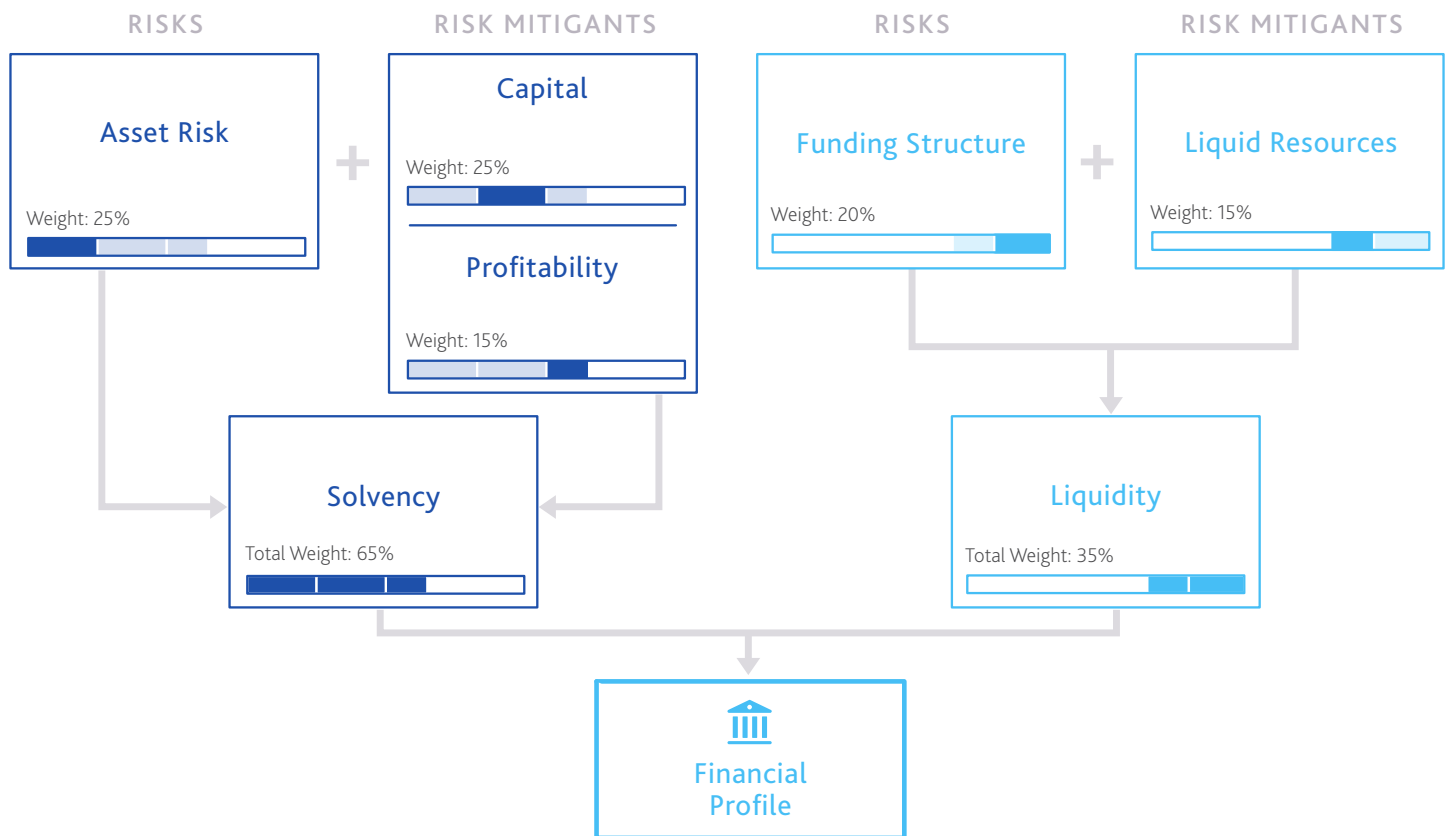 RISKS
RISK MITIGANTS
RISKS
RISK MITIGANTS
Asset Risk
Weight: 25%
Capital
Weight: 25%
Profitability
Weight: 15%
Funding Structure
Weight: 20%
Liquid Resources
Weight: 15%
Solvency
Total Weight: 65%
Liquidity
Total Weight: 35%
Financial
Profile